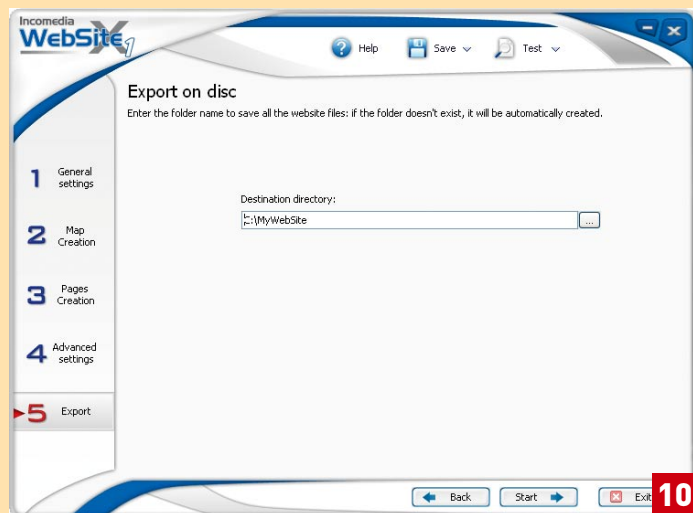 Incomedia
WebSite X1
Help
Save
Test
Export on disc
Enter the folder name to save all the website files: if the folder doesn't exist, it will be automatically created.
1 General settings
2 Map Creation
3 Pages Creation
4 Advanced settings
5 Export
Destination directory:
C:\MyWebSite
...
Back
Start
Exit
10